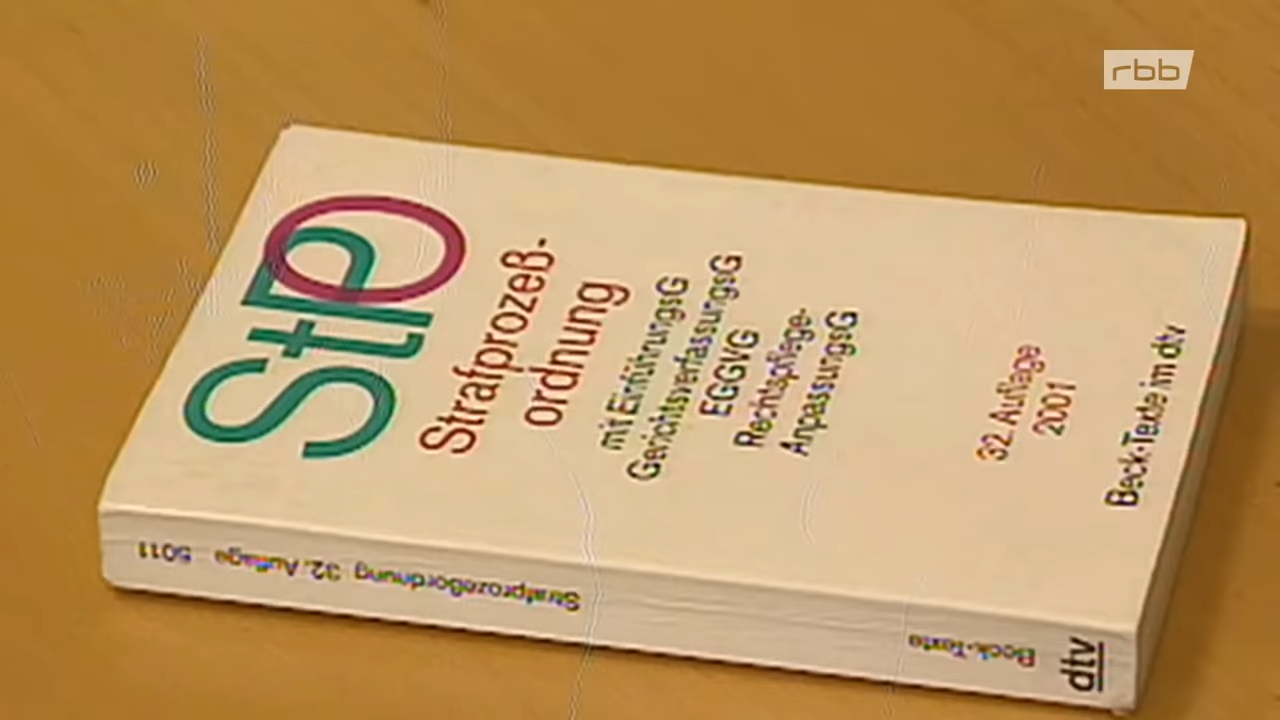 rbb
StPO
Strafprozeß-
ordnung
mit EinführungsG
GerichtsverfassungsG
EGGVG
Rechtspflege-
AnpassungsG
32. Auflage
2001
Beck-Texte im dtv
Strafprozeßordnung 32. Auflage 5011
Beck-Texte
dtv